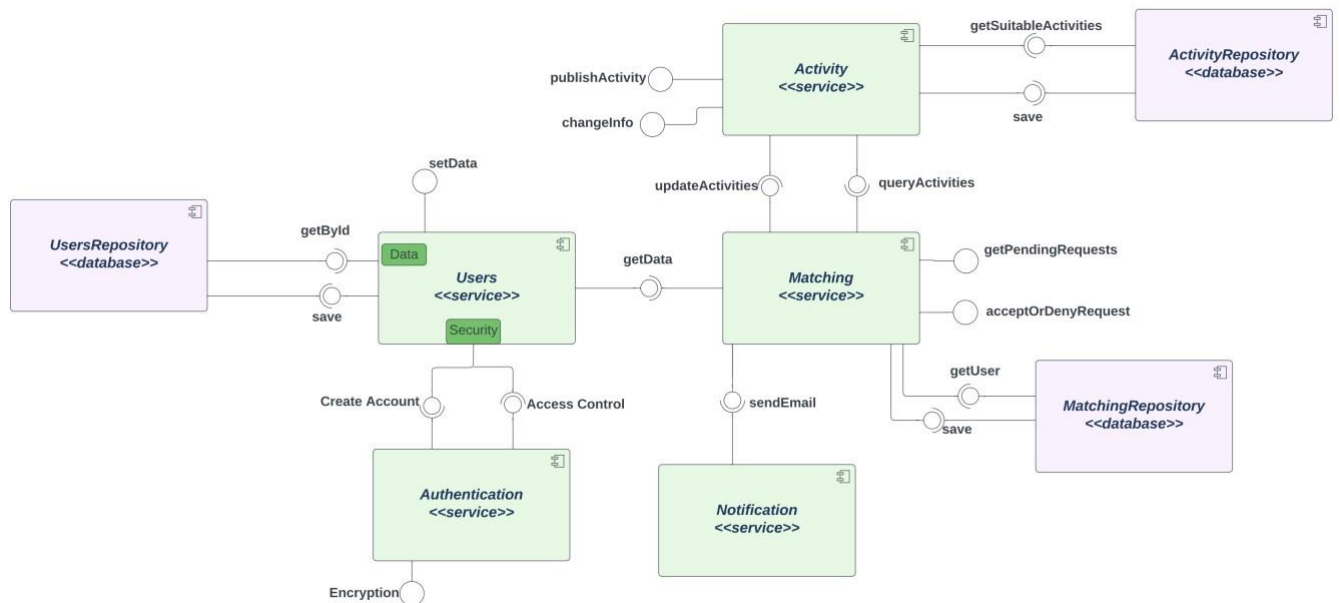 getSuitableActivities
Activity
<<service>>
ActivityRepository
<<database>>
publishActivity
changeInfo
save
setData
updateActivities
queryActivities
UsersRepository
<<database>>
getById
Data
Users
<<service>>
getData
Matching
<<service>>
getPendingRequests
save
Security
acceptOrDenyRequest
Create Account
Access Control
sendEmail
getUser
save
MatchingRepository
<<database>>
Authentication
<<service>>
Notification
<<service>>
Encryption